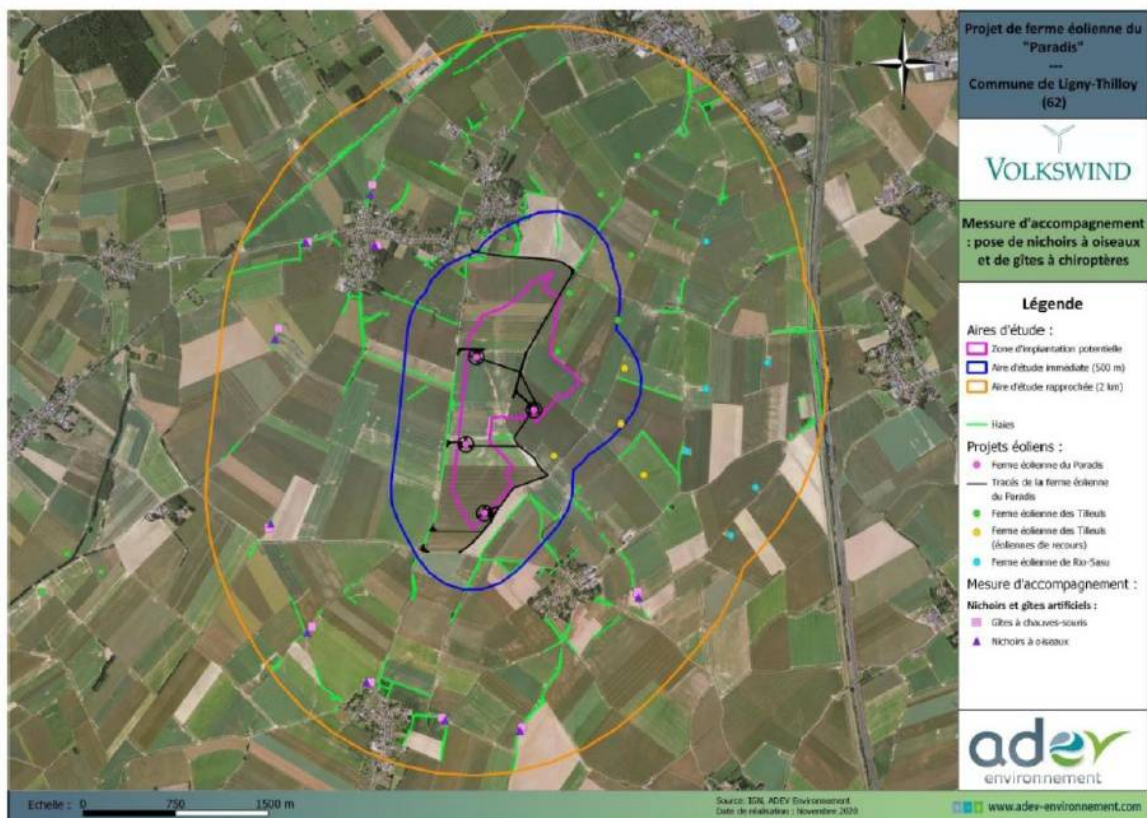 Projet de ferme éolienne du
"Paradis"
---
Commune de Ligny-Thilloy
(62)
VOLKSWIND
Messure d'accompagnement
: pose de nichoirs à oiseaux
et de gîtes à chiroptères
Légende
Aires d'étude :
Zone d'implantation potentielle
Aire d'étude immédiate (500 m)
Aire d'étude rapprochée (2 km)
Haies
Projets éoliens :
Ferme éolienne du Paradis
Tracés de la ferme éolienne
du Paradis
Ferme éolienne des Tilleuls
Ferme éolienne des Tilleuls
(éoliennes de recours)
Ferme éolienne de Rio-Sasu
Mesure d'accompagnement :
Nichoirs et gîtes artificiels :
Gîtes à chauves-souris
Nichoirs à oiseaux
adev
environnement
Echelle : 0 750 1500 m
Source: IGN, ADEV Environnement
Date de réalisation : Novembre 2020
www.adev-environnement.com